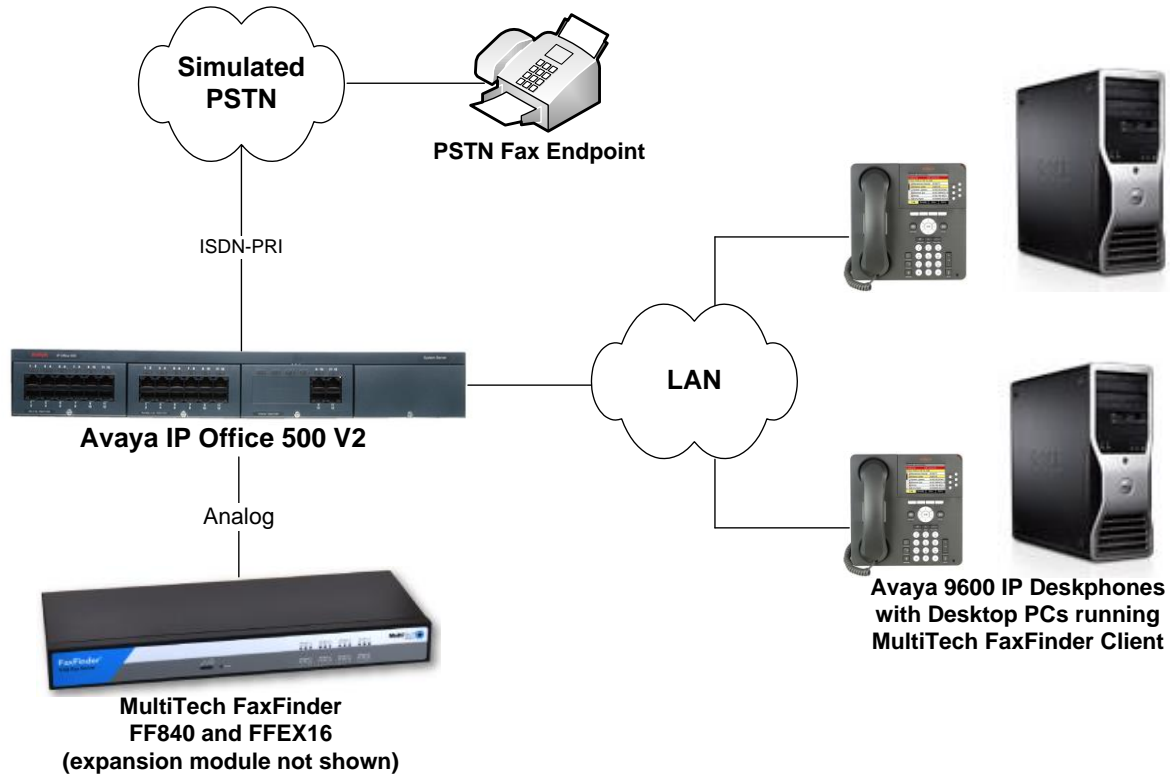 Simulated
PSTN
PSTN Fax Endpoint
ISDN-PRI
LAN
Avaya IP Office 500 V2
Analog
FaxFinder
MultiTech FaxFinder
FF840 and FFEX16
(expansion module not shown)
Avaya 9600 IP Deskphones
with Desktop PCs running
MultiTech FaxFinder Client